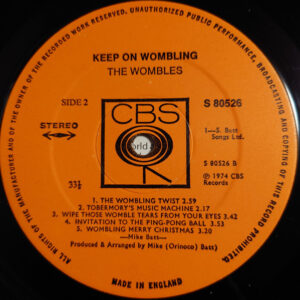 ALL RIGHTS OF THE MANUFACTURER AND OF THE OWNER OF THE RECORDED WORK RESERVED. UNAUTHORIZED PUBLIC PERFORMANCE, BROADCASTING AND COPYING OF THIS RECORD PROHIBITED.
KEEP ON WOMBLING
THE WOMBLES
SIDE 2
S 80526
CBS
1—S. Batt
Songs Ltd.
STEREO
S 80526 B
33⅓
℗ 1974 CBS
Records
1. THE WOMBLING TWIST 2.59
2. TOBERMORY'S MUSIC MACHINE 2.17
3. WIPE THOSE WOMBLE TEARS FROM YOUR EYES 3.42
4. INVITATION TO THE PING-PONG BALL 3.31
5. WOMBLING MERRY CHRISTMAS 3.20
—Mike Batt—
Produced & Arranged by Mike (Orinoco) Batt
MADE IN ENGLAND